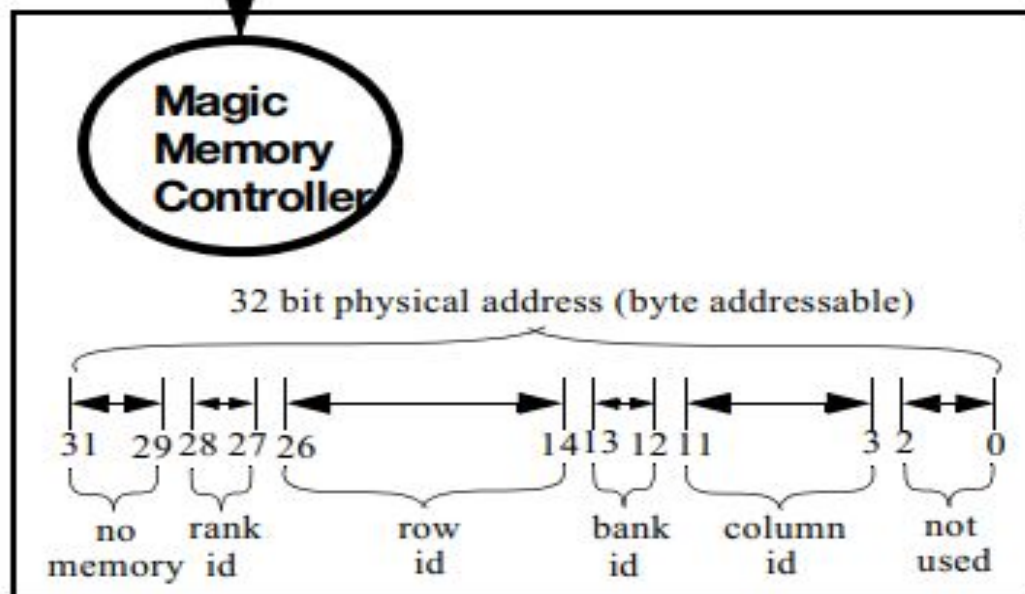 Magic
Memory
Controller
32 bit physical address (byte addressable)
31 29 28 27 26 14 13 12 11 3 2 0
no rank row bank column not
memory id id id id used